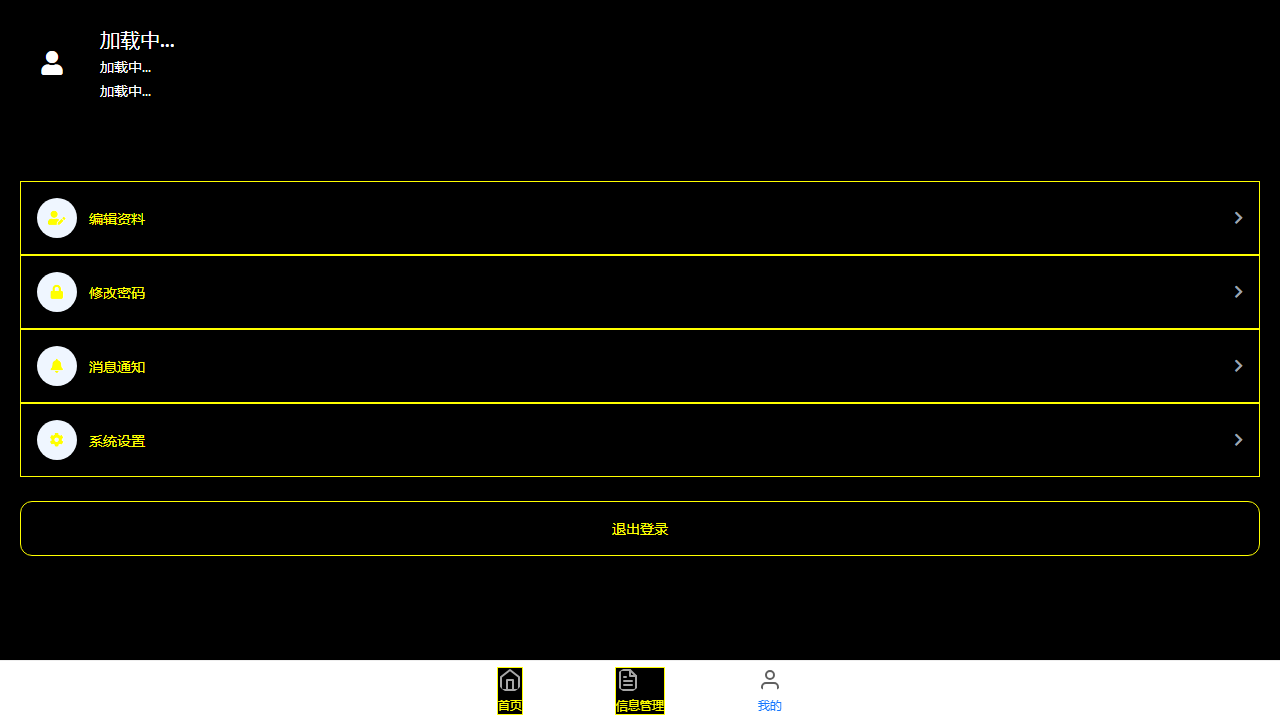 加载中...
加载中...
加载中...
编辑资料
修改密码
消息通知
系统设置
退出登录
首页
信息管理
我的